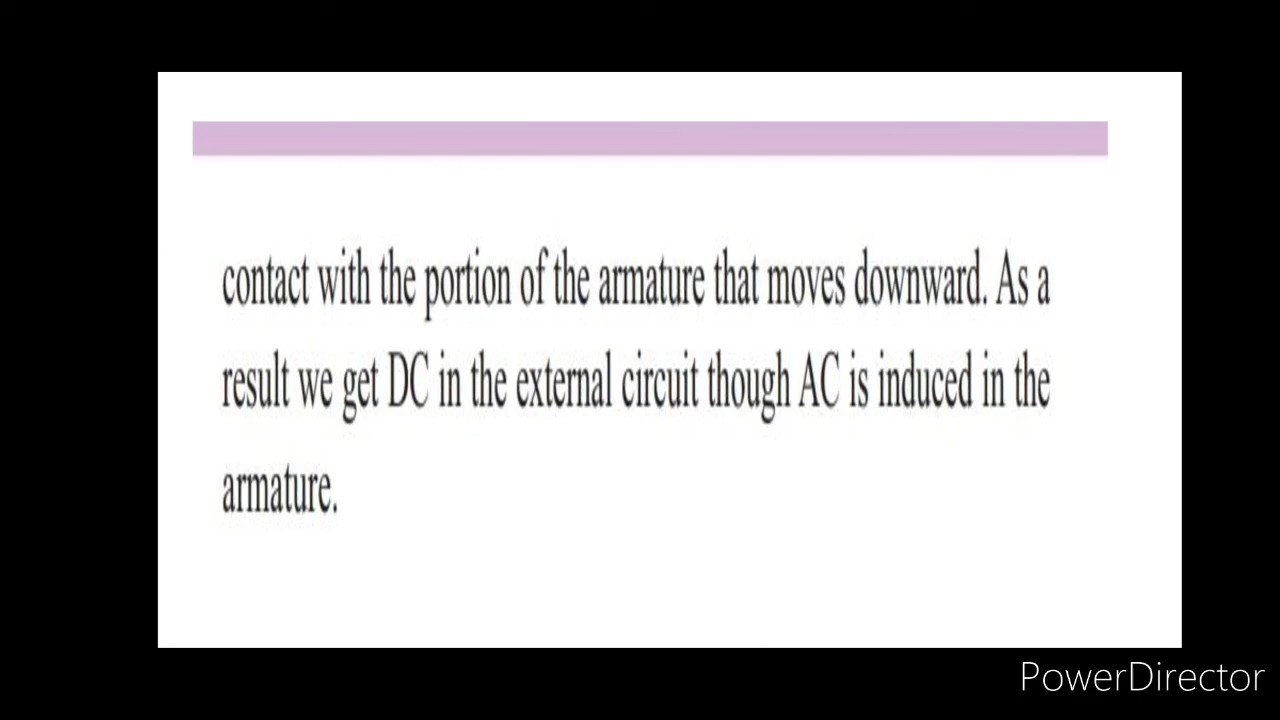 contact with the portion of the armature that moves downward. As a
result we get DC in the external circuit though AC is induced in the
armature.
PowerDirector